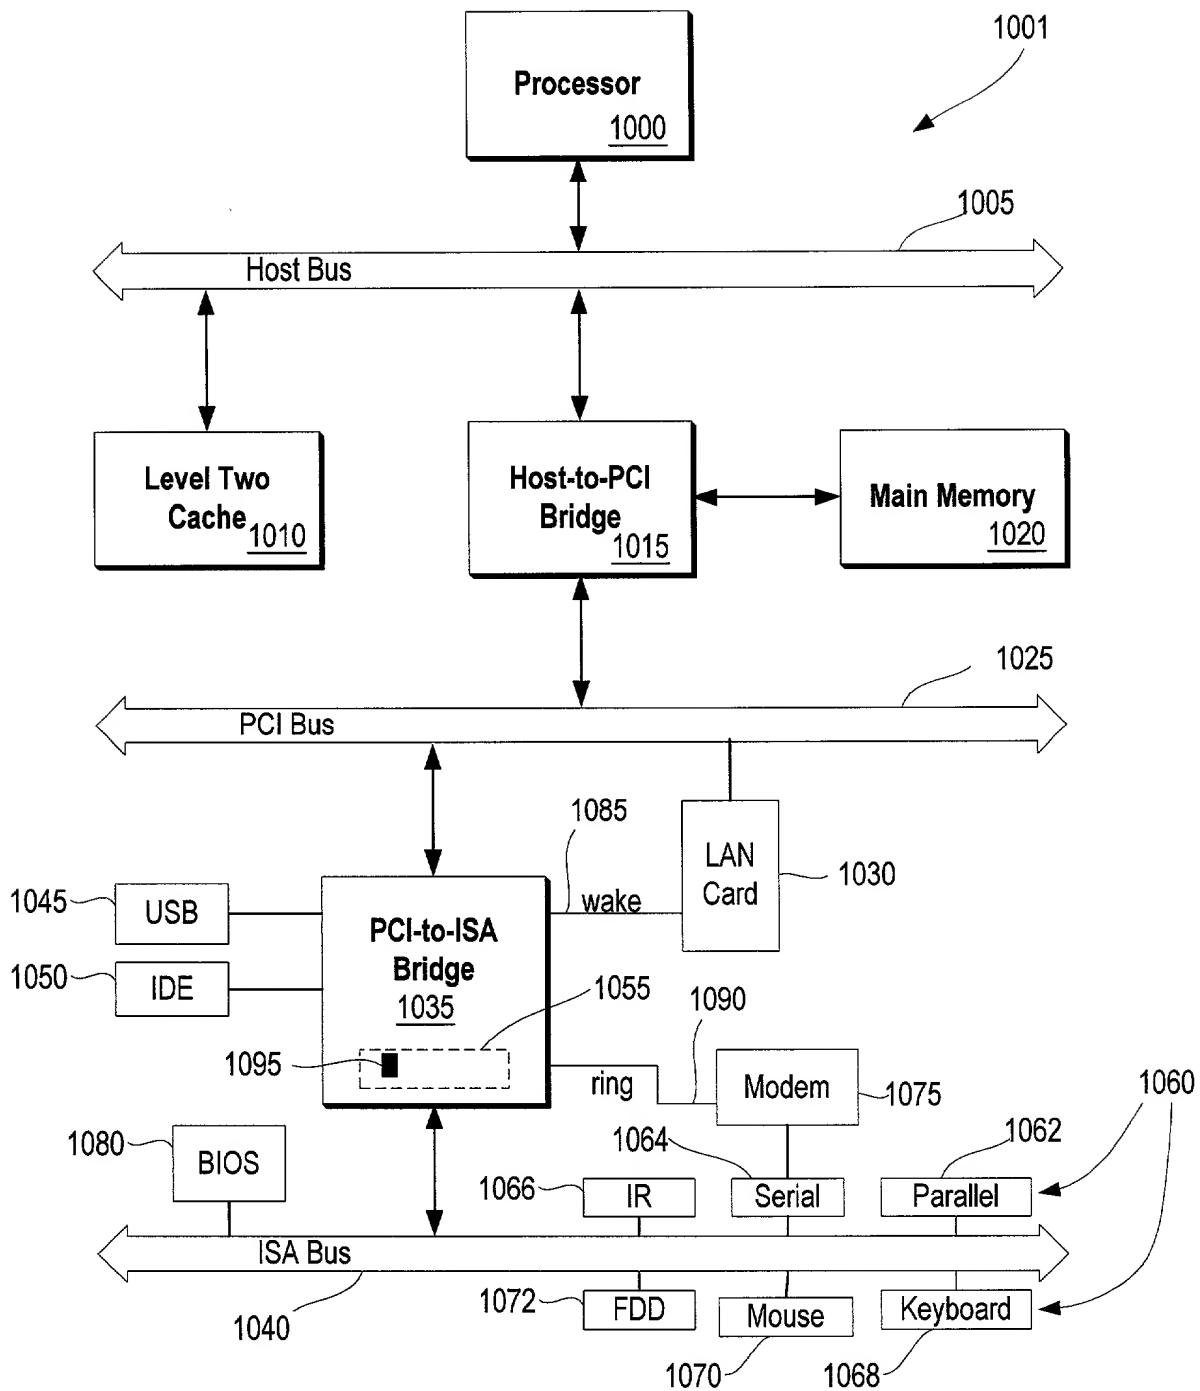 1001
Processor
1000
1005
Host Bus
Level Two
Cache
1010
Host-to-PCI
Bridge
1015
Main Memory
1020
1025
PCI Bus
1085
LAN
Card
1030
wake
1045
USB
PCI-to-ISA
Bridge
1035
1050
IDE
1055
1090
1095
ring
Modem
1075
1060
1080
BIOS
1064
1062
1066
IR
Serial
Parallel
ISA Bus
1040
1072
FDD
Mouse
Keyboard
1070
1068